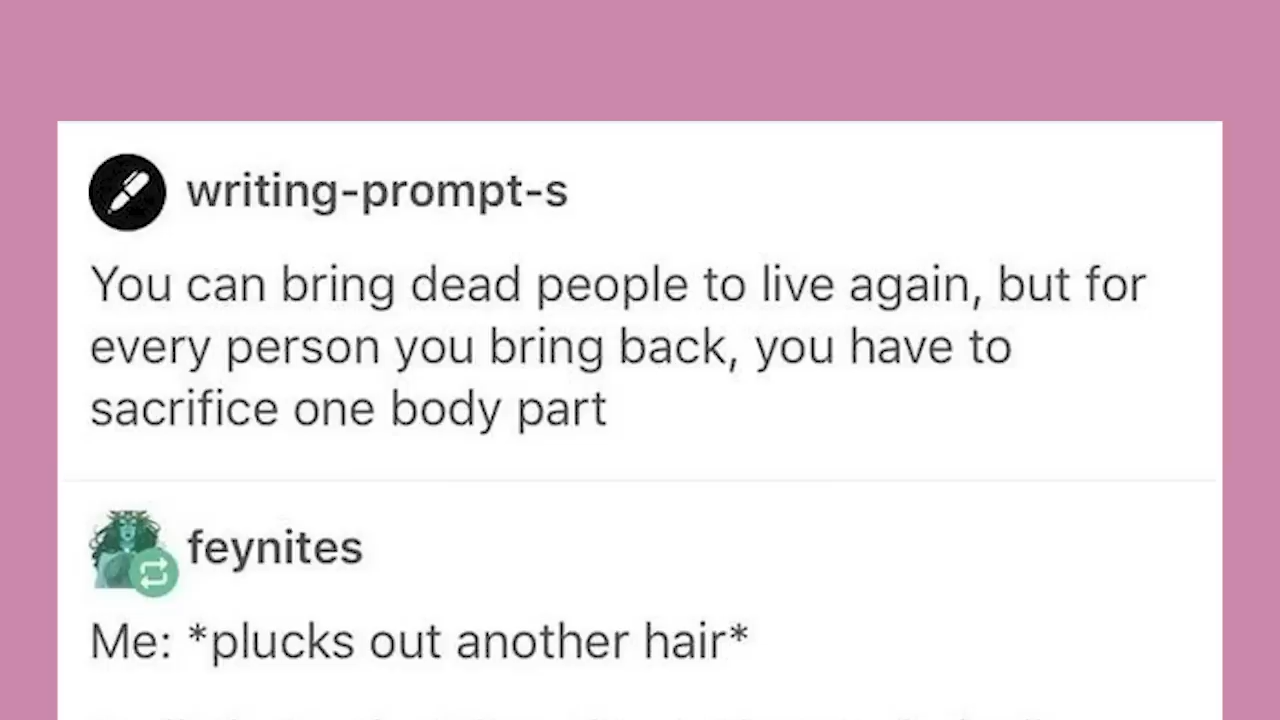 writing-prompt-s
You can bring dead people to live again, but for
every person you bring back, you have to
sacrifice one body part
feynites
Me: *plucks out another hair*